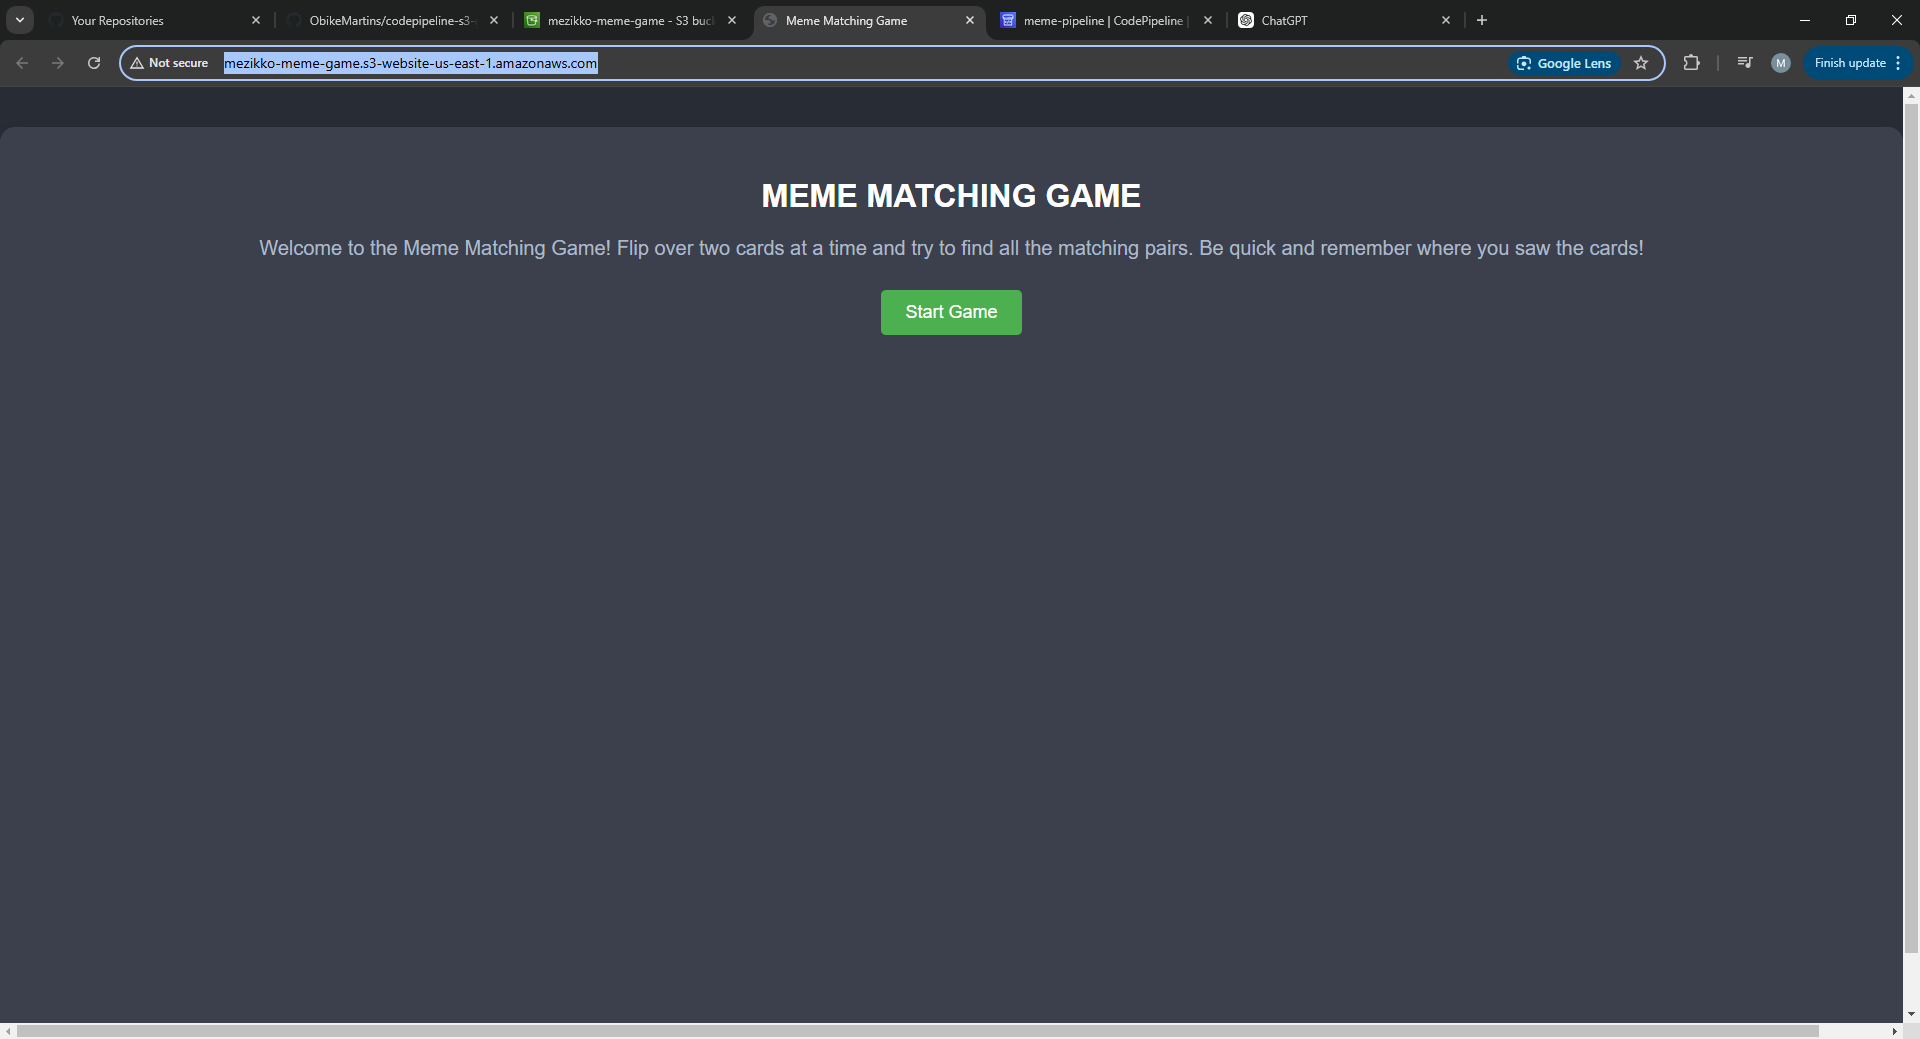 Your Repositories
ObikeMartins/codepipeline-s3-
mezikko-meme-game - S3 buc
Meme Matching Game
meme-pipeline | CodePipeline |
ChatGPT
Not secure
mezikko-meme-game.s3-website-us-east-1.amazonaws.com
Google Lens
M
Finish update
MEME MATCHING GAME
Welcome to the Meme Matching Game! Flip over two cards at a time and try to find all the matching pairs. Be quick and remember where you saw the cards!
Start Game